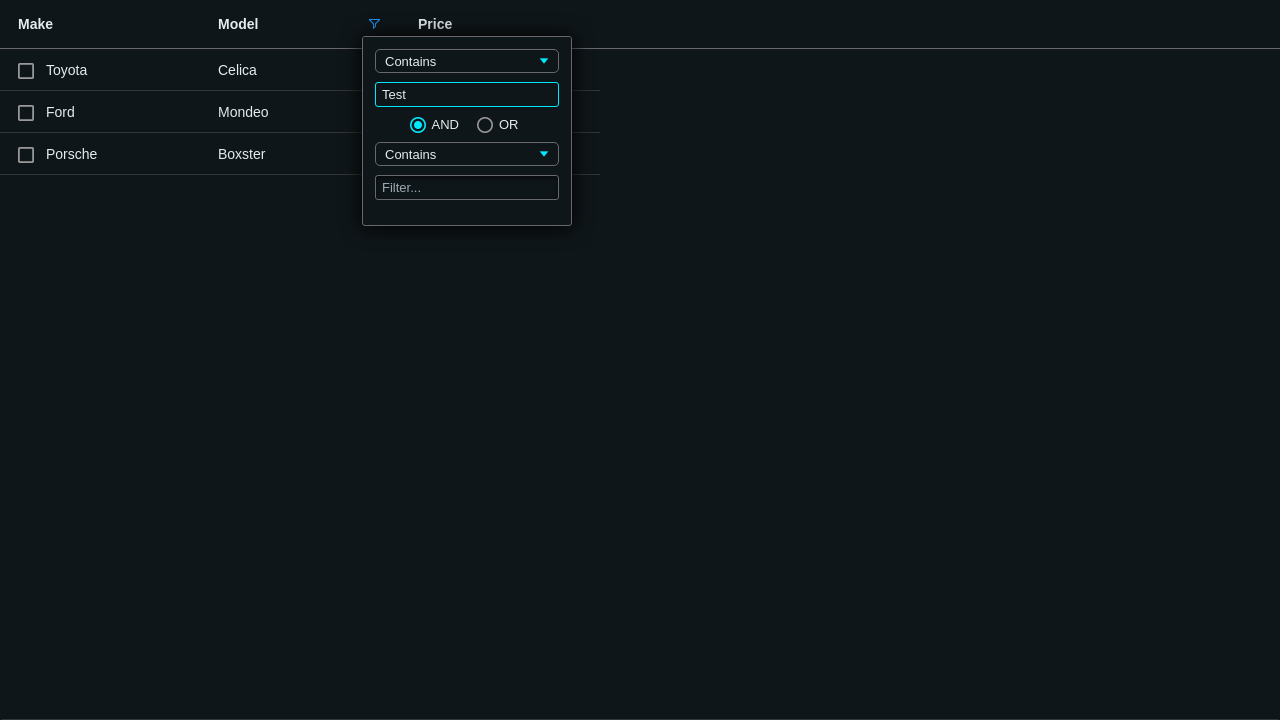 Make Model Price
Contains
Toyota Celica
Test
Ford Mondeo
AND OR
Porsche Boxster
Contains
Filter...